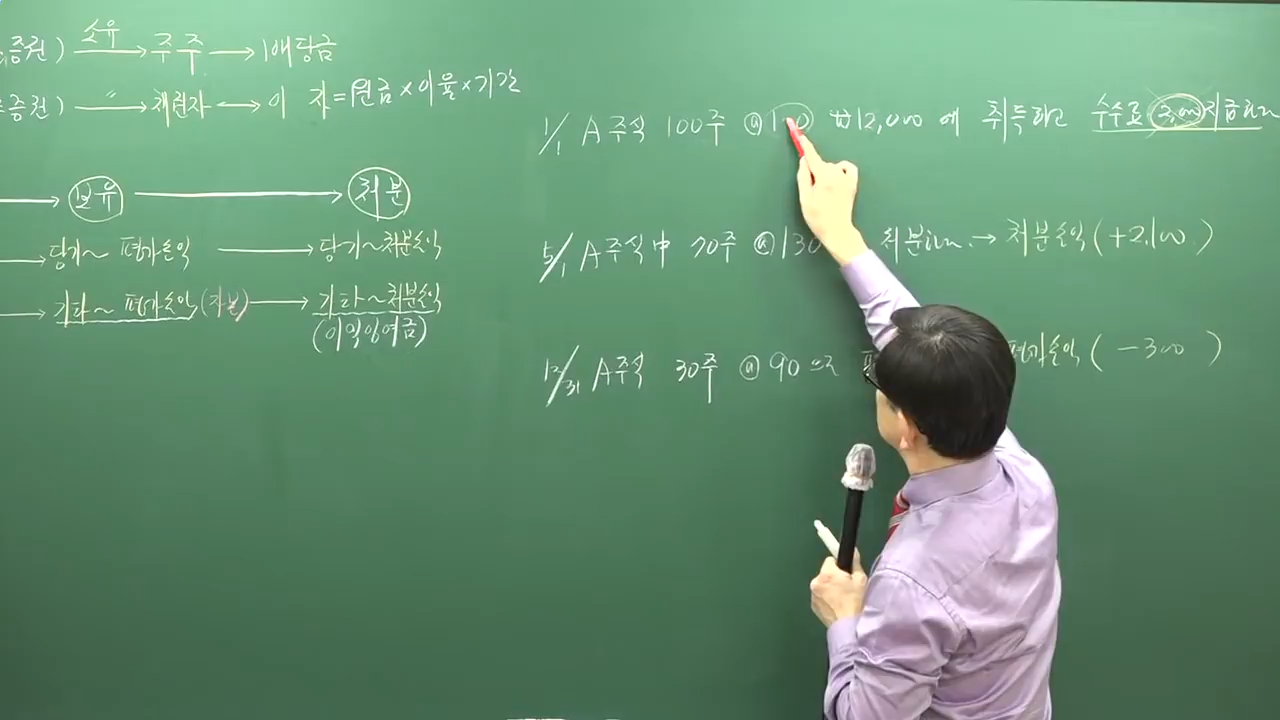 증권) 소유 → 주주 → 배당금
증권) 〃 → 채권자 ↔ 이 자=원금×이율×기간
→ 보유 → 처분
→ 당기~평가손익 → 당기~처분손익
→ 기타~평가손익(자본) → 기타~처분손익
(이익잉여금)
1/1 A주식 100주 @1 0 ₩12,000 에 취득하고 수수료 지급하다
5/1 A주식中 70주 @130 처분하다. → 처분손익(+2,100)
12/31 A주식 30주 @90 으로 평가손익(-300)